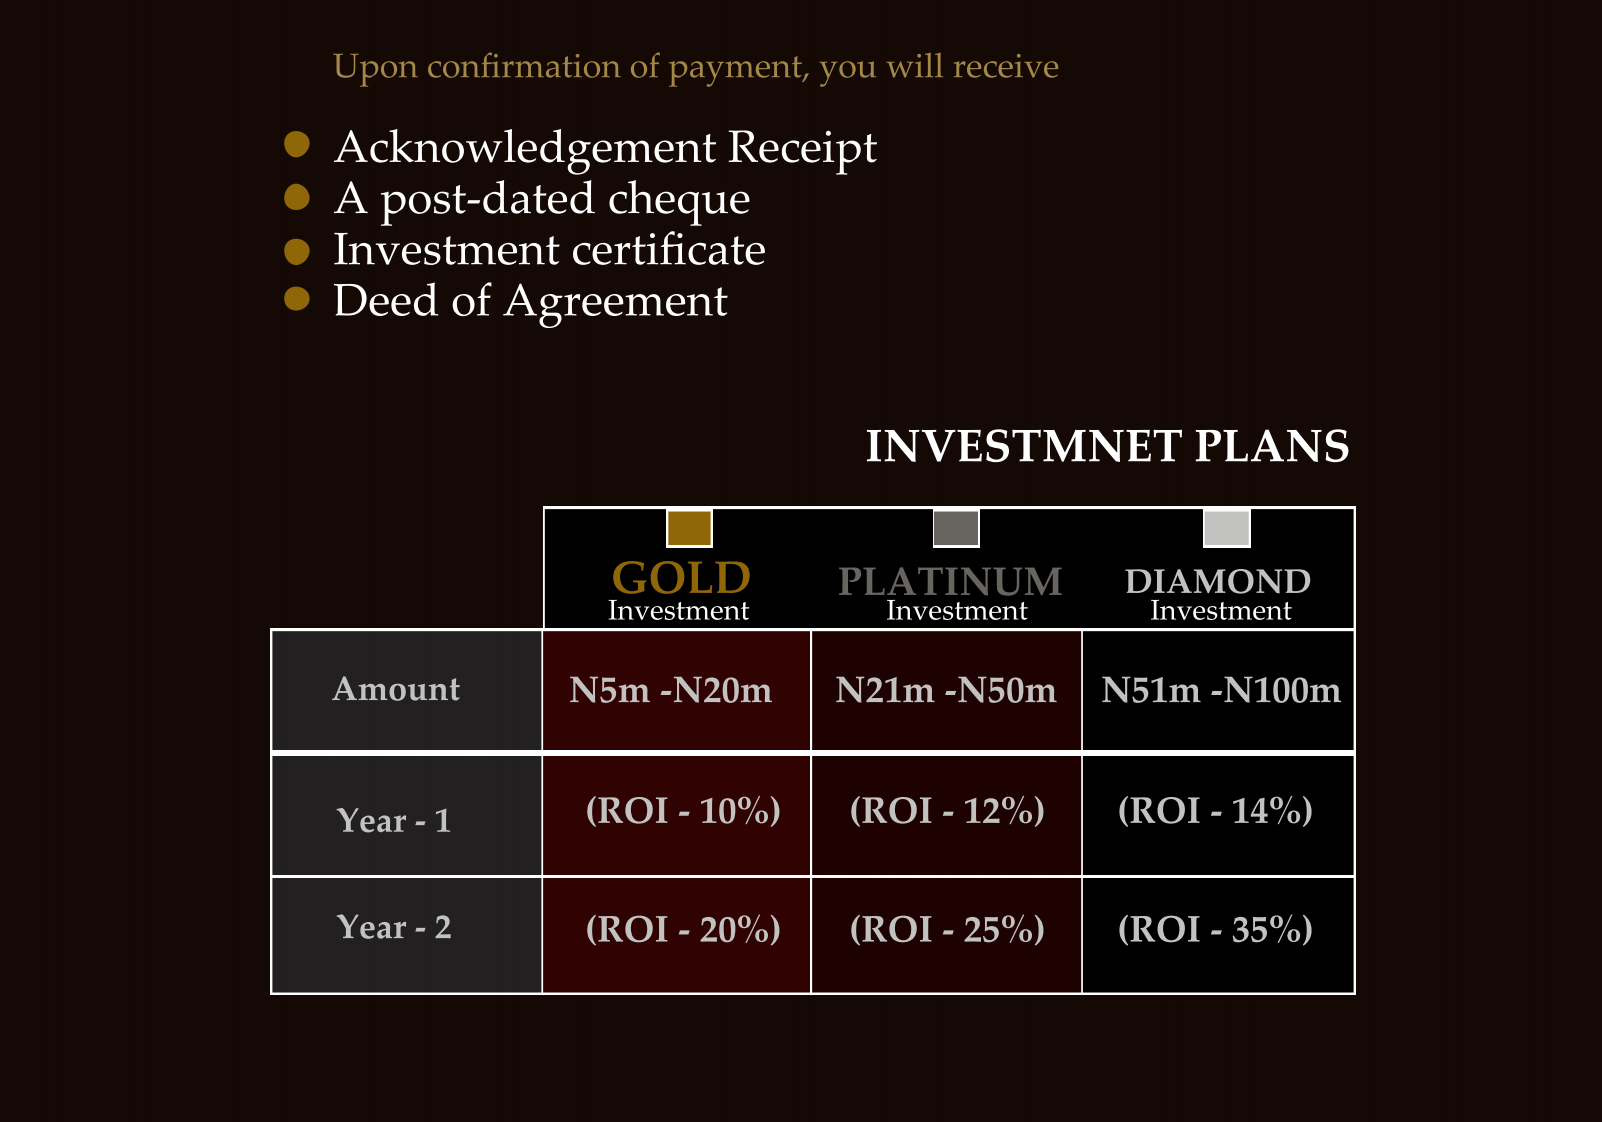 Upon confirmation of payment, you will receive
Acknowledgement Receipt
A post-dated cheque
Investment certificate
Deed of Agreement
INVESTMNET PLANS
GOLD PLATINUM DIAMOND
Investment Investment Investment
Amount N5m -N20m N21m -N50m N51m -N100m
Year - 1 (ROI - 10%) (ROI - 12%) (ROI - 14%)
Year - 2 (ROI - 20%) (ROI - 25%) (ROI - 35%)